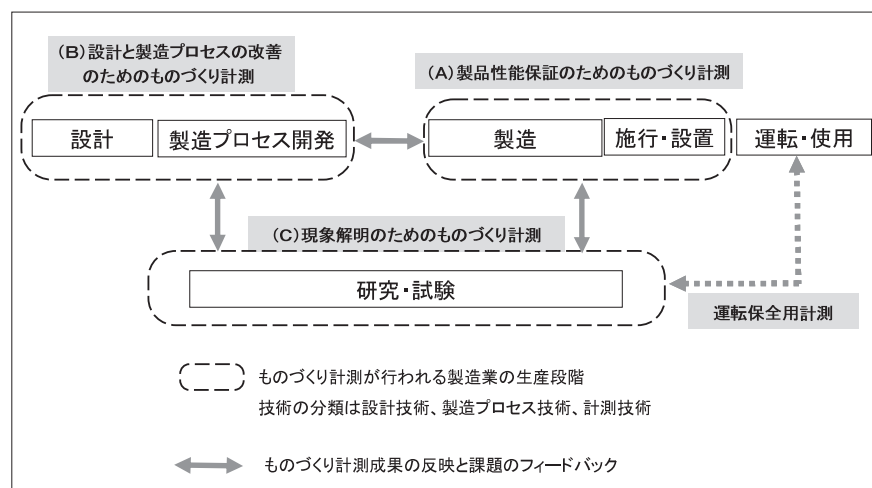 (B)設計と製造プロセスの改善
のためのものづくり計測
(A)製品性能保証のためのものづくり計測
設計
製造プロセス開発
製造
施行・設置
運転・使用
(C)現象解明のためのものづくり計測
研究・試験
運転保全用計測
ものづくり計測が行われる製造業の生産段階
技術の分類は設計技術、製造プロセス技術、計測技術
ものづくり計測成果の反映と課題のフィードバック